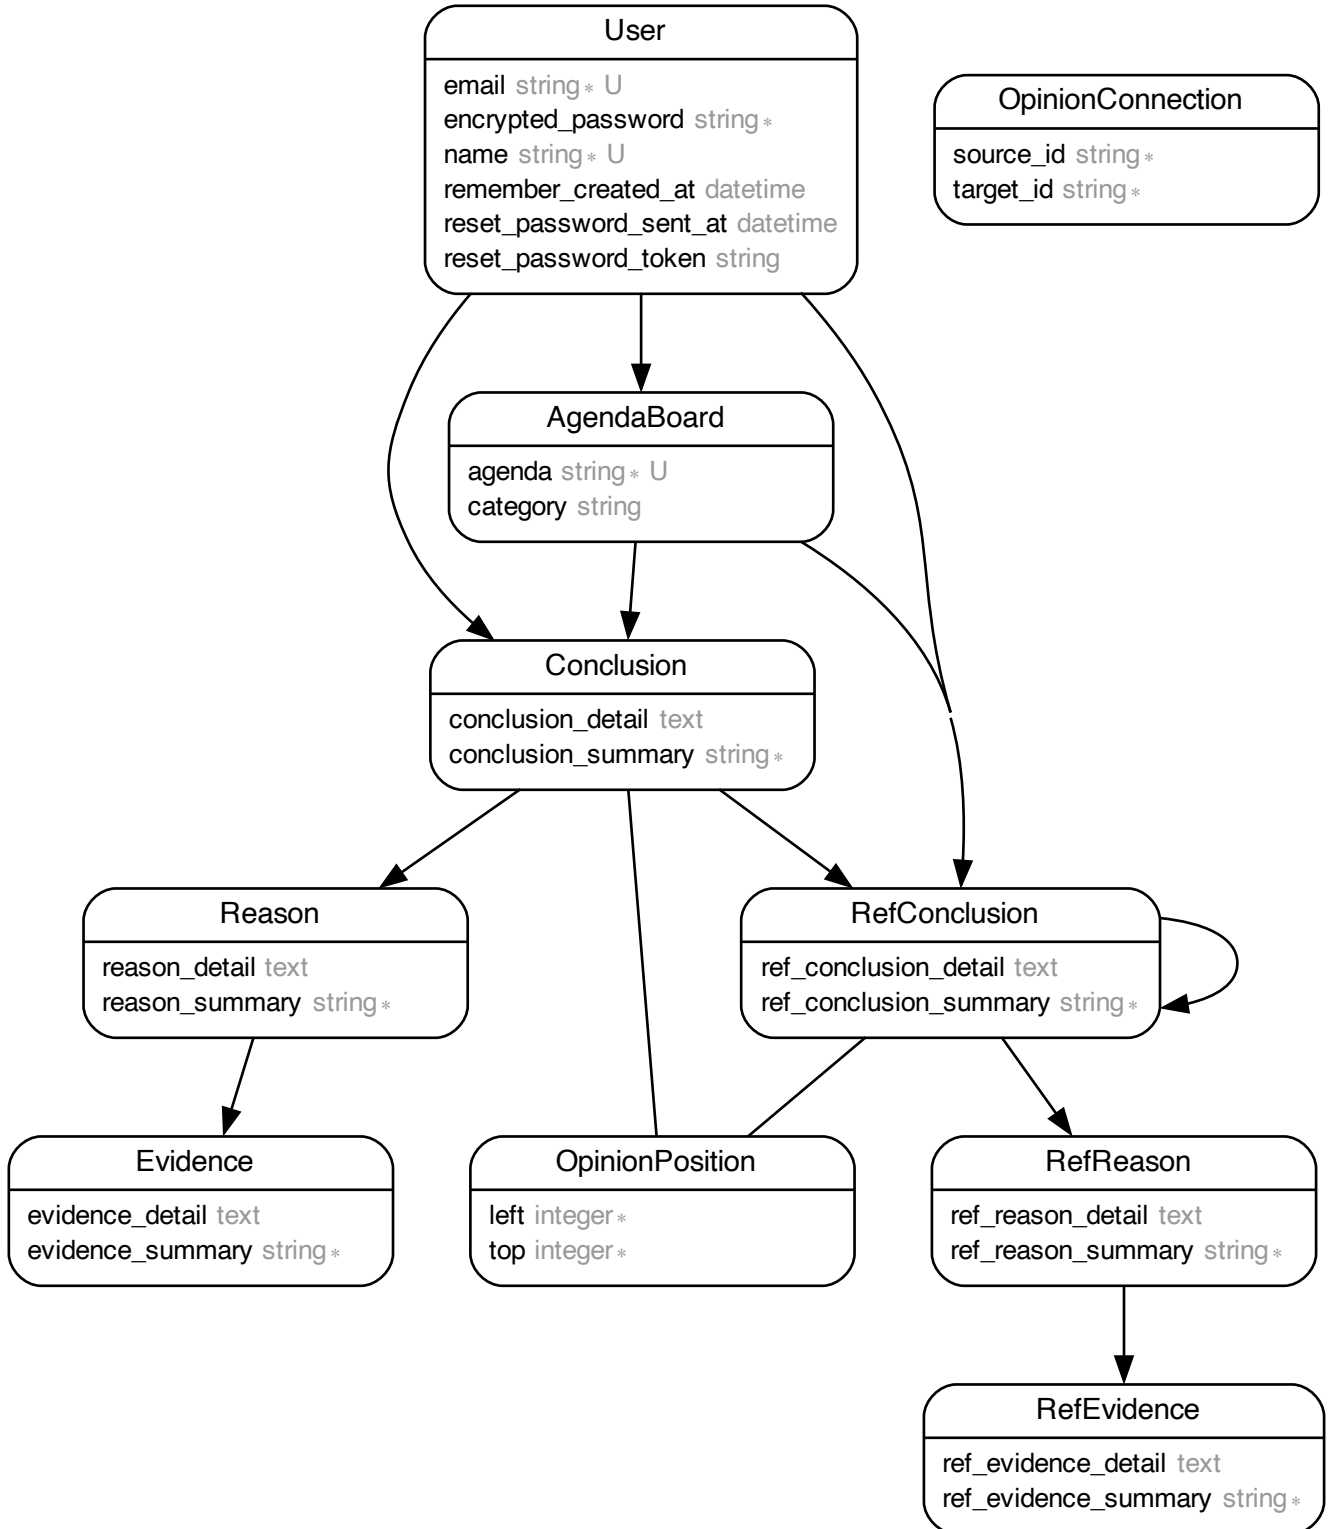 User
email string* U
encrypted_password string*
name string* U
remember_created_at datetime
reset_password_sent_at datetime
reset_password_token string
OpinionConnection
source_id string*
target_id string*
AgendaBoard
agenda string* U
category string
Conclusion
conclusion_detail text
conclusion_summary string*
Reason
reason_detail text
reason_summary string*
RefConclusion
ref_conclusion_detail text
ref_conclusion_summary string*
Evidence
evidence_detail text
evidence_summary string*
OpinionPosition
left integer*
top integer*
RefReason
ref_reason_detail text
ref_reason_summary string*
RefEvidence
ref_evidence_detail text
ref_evidence_summary string*